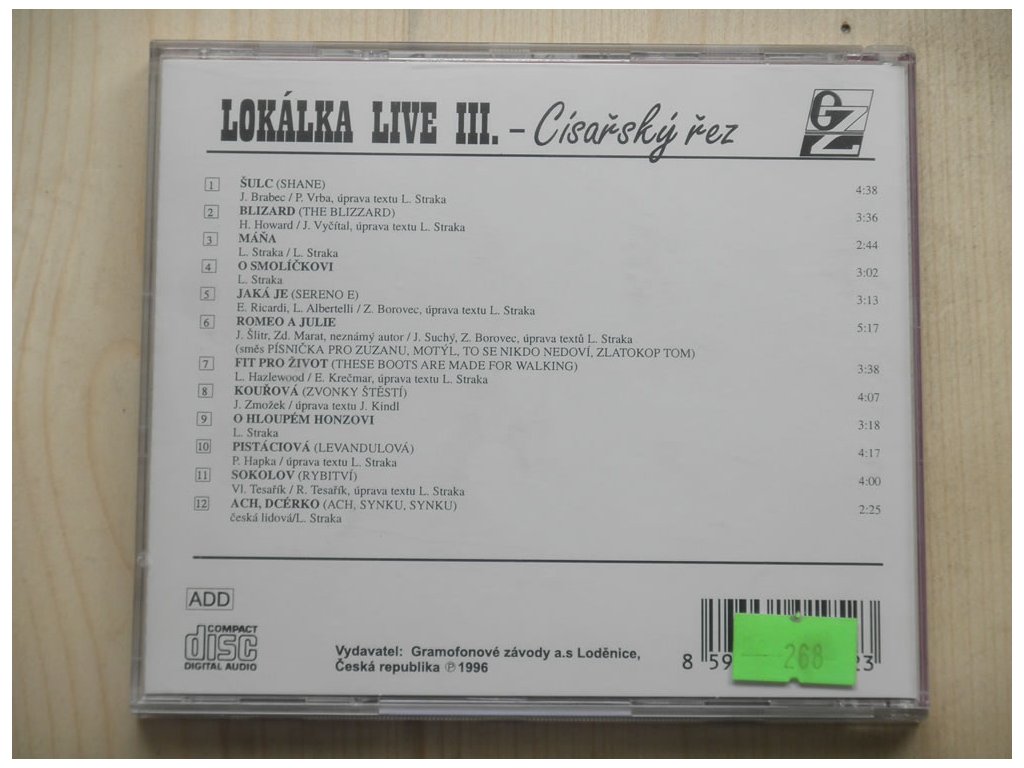 LOKÁLKA LIVE III. – Císařský řez
GZ
1 ŠULC (SHANE) 4:38
J. Brabec / P. Vrba, úprava textu L. Straka
2 BLIZARD (THE BLIZZARD) 3:36
H. Howard / J. Vyčítal, úprava textu L. Straka
3 MÁŇA 2:44
L. Straka / L. Straka
4 O SMOLÍČKOVI 3:02
L. Straka
5 JAKÁ JE (SERENO E) 3:13
E. Ricardi, L. Albertelli / Z. Borovec, úprava textu L. Straka
6 ROMEO A JULIE 5:17
J. Šlitr, Zd. Marat, neznámý autor / J. Suchý, Z. Borovec, úprava textů L. Straka
(směs PÍSNIČKA PRO ZUZANU, MOTÝL, TO SE NIKDO NEDOVÍ, ZLATOKOP TOM)
7 FIT PRO ŽIVOT (THESE BOOTS ARE MADE FOR WALKING) 3:38
L. Hazlewood / E. Krečmar, úprava textu L. Straka
8 KOUŘOVÁ (ZVONKY ŠTĚSTÍ) 4:07
J. Zmožek / úprava textu J. Kindl
9 O HLOUPÉM HONZOVI 3:18
L. Straka
10 PISTÁCIOVÁ (LEVANDULOVÁ) 4:17
P. Hapka / úprava textu L. Straka
11 SOKOLOV (RYBITVÍ) 4:00
Vl. Tesařík / R. Tesařík, úprava textu L. Straka
12 ACH, DCÉRKO (ACH, SYNKU, SYNKU) 2:25
česká lidová/L. Straka
ADD
COMPACT
disc
DIGITAL AUDIO
Vydavatel: Gramofonové závody a.s Loděnice,
Česká republika ℗ 1996
268
8 59 23